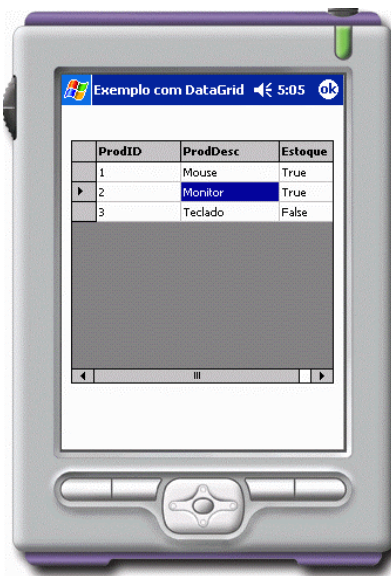 Exemplo com DataGrid 5:05 ok
ProdID ProdDesc Estoque
1 Mouse True
2 Monitor True
3 Teclado False